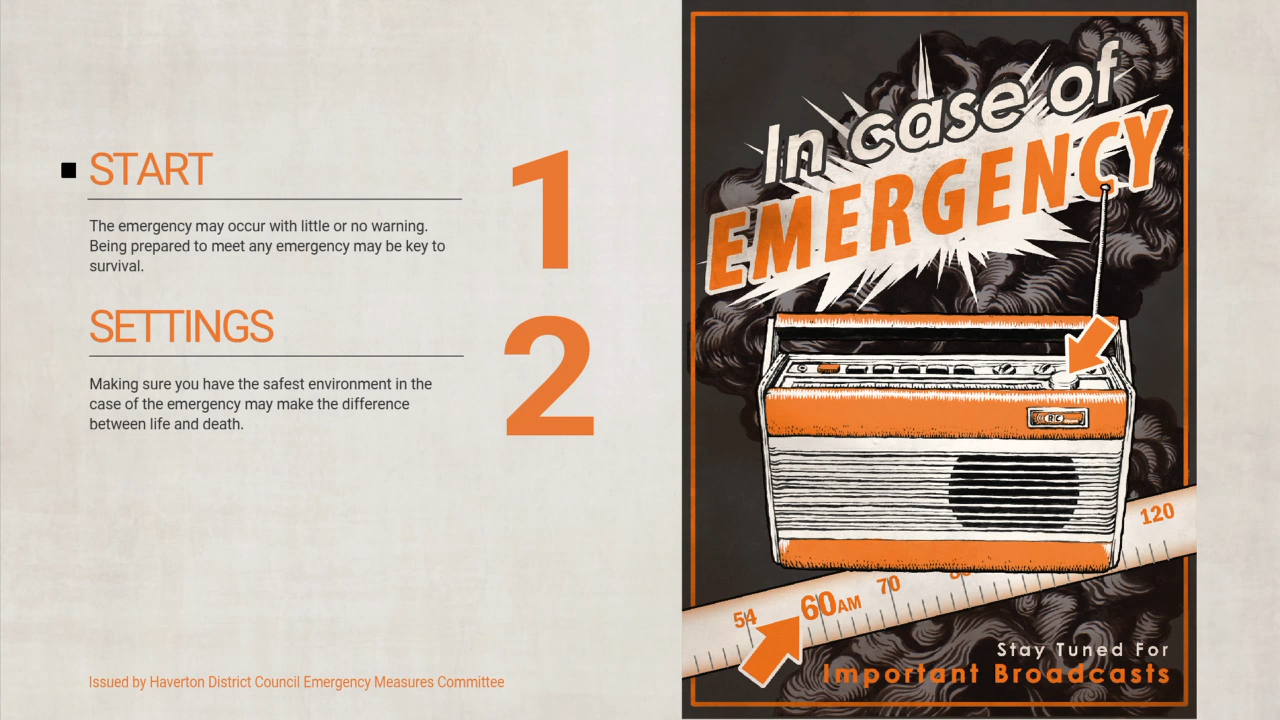 START
1
The emergency may occur with little or no warning.
Being prepared to meet any emergency may be key to
survival.
SETTINGS
2
Making sure you have the safest environment in the
case of the emergency may make the difference
between life and death.
Issued by Haverton District Council Emergency Measures Committee
In case of
EMERGENCY
120
70
60AM
54
Stay Tuned For
Important Broadcasts